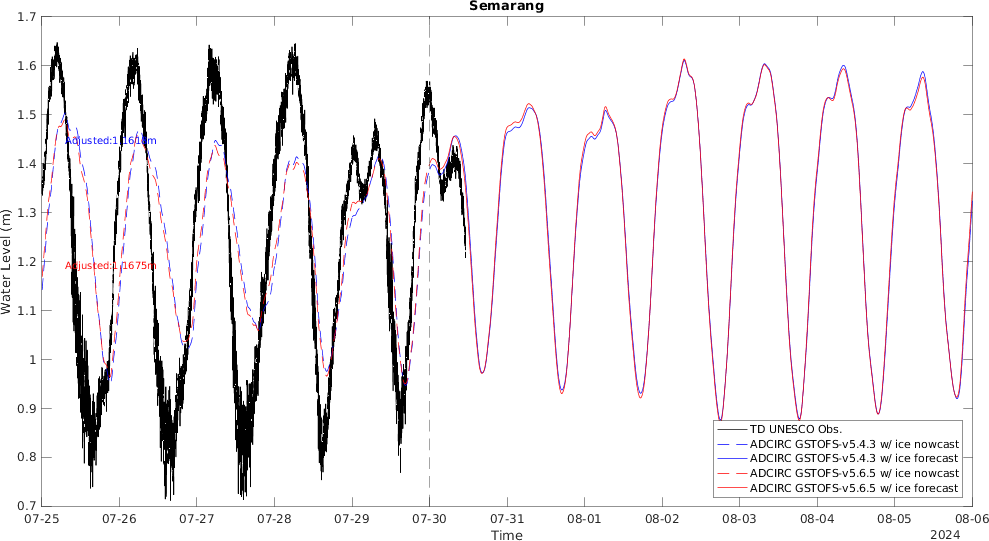 Semarang
1.7
1.6
1.5
1.4
1.3
1.2
1.1
1
0.9
0.8
0.7
Water Level (m)
Adjusted:1.1616m
Adjusted:1.1675m
TD UNESCO Obs.
ADCIRC GSTOFS-v5.4.3 w/ ice nowcast
ADCIRC GSTOFS-v5.4.3 w/ ice forecast
ADCIRC GSTOFS-v5.6.5 w/ ice nowcast
ADCIRC GSTOFS-v5.6.5 w/ ice forecast
07-25 07-26 07-27 07-28 07-29 07-30 07-31 08-01 08-02 08-03 08-04 08-05 08-06
Time
2024